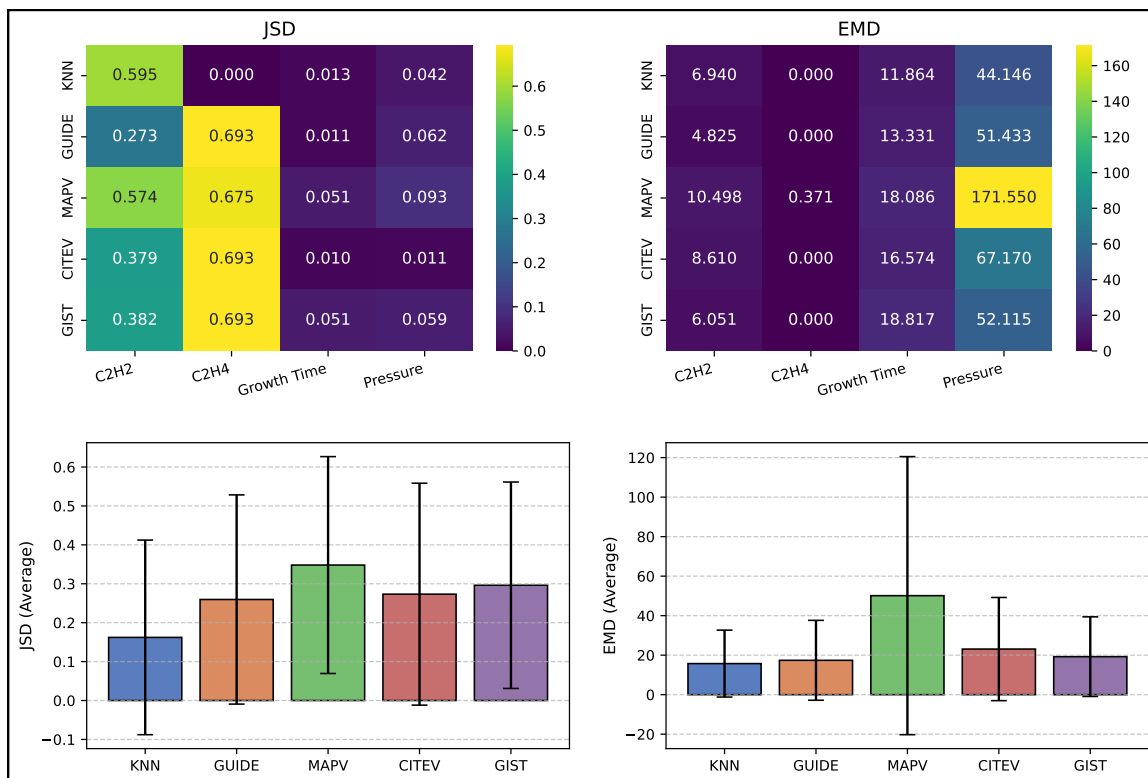 JSD
KNN 0.595 0.000 0.013 0.042
GUIDE 0.273 0.693 0.011 0.062
MAPV 0.574 0.675 0.051 0.093
CITEV 0.379 0.693 0.010 0.011
GIST 0.382 0.693 0.051 0.059
C2H2 C2H4 Growth Time Pressure
0.6
0.5
0.4
0.3
0.2
0.1
0.0
EMD
KNN 6.940 0.000 11.864 44.146
GUIDE 4.825 0.000 13.331 51.433
MAPV 10.498 0.371 18.086 171.550
CITEV 8.610 0.000 16.574 67.170
GIST 6.051 0.000 18.817 52.115
C2H2 C2H4 Growth Time Pressure
160
140
120
100
80
60
40
20
0
JSD (Average)
0.6
0.5
0.4
0.3
0.2
0.1
0.0
−0.1
KNN GUIDE MAPV CITEV GIST
EMD (Average)
120
100
80
60
40
20
0
−20
KNN GUIDE MAPV CITEV GIST